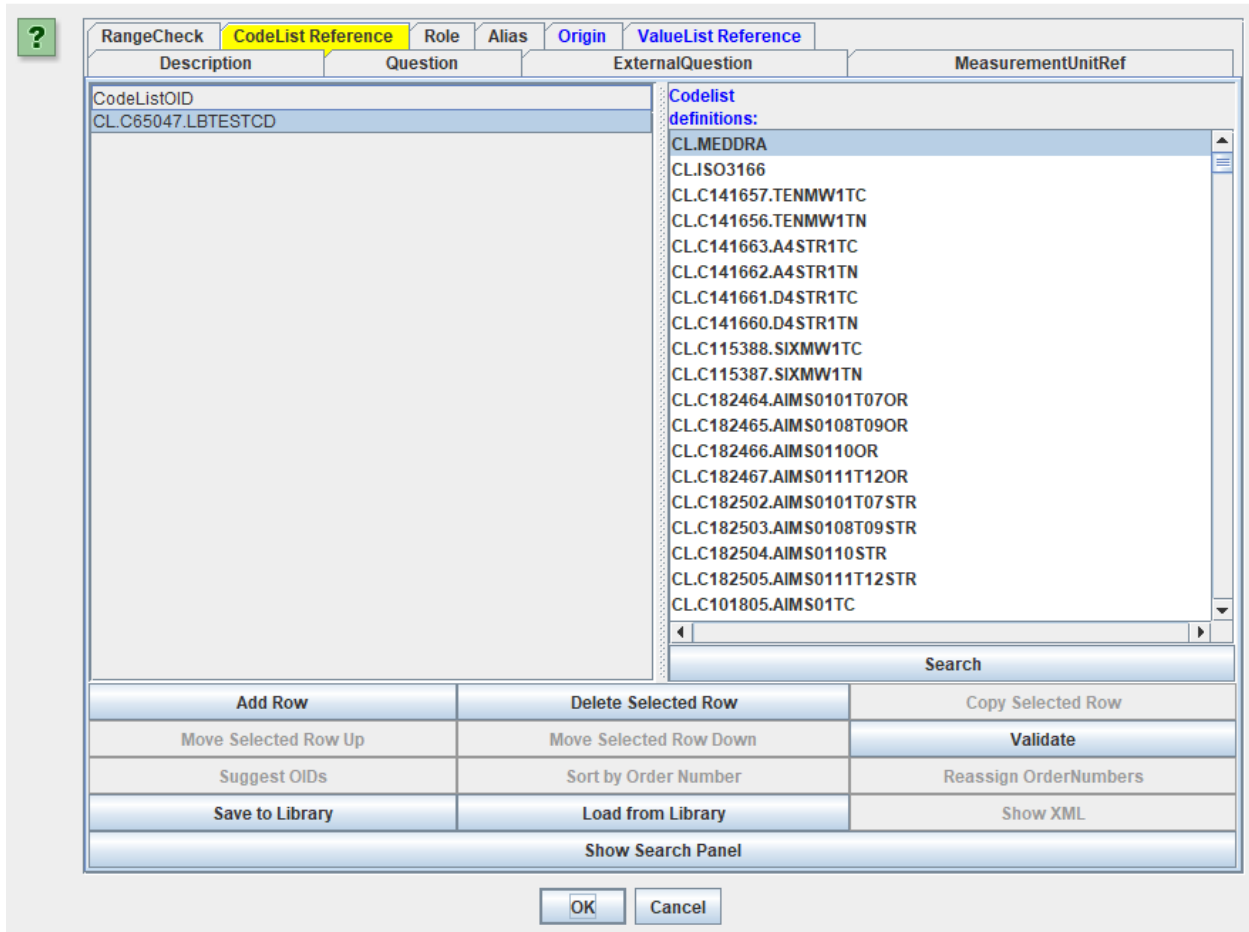 ?
RangeCheck CodeList Reference Role Alias Origin ValueList Reference
Description Question ExternalQuestion MeasurementUnitRef
CodeListOID
CL.C65047.LBTESTCD
Codelist
definitions:
CL.MEDDRA
CL.ISO3166
CL.C141657.TENMW1TC
CL.C141656.TENMW1TN
CL.C141663.A4STR1TC
CL.C141662.A4STR1TN
CL.C141661.D4STR1TC
CL.C141660.D4STR1TN
CL.C115388.SIXMW1TC
CL.C115387.SIXMW1TN
CL.C182464.AIMS0101T07OR
CL.C182465.AIMS0108T09OR
CL.C182466.AIMS0110OR
CL.C182467.AIMS0111T12OR
CL.C182502.AIMS0101T07STR
CL.C182503.AIMS0108T09STR
CL.C182504.AIMS0110STR
CL.C182505.AIMS0111T12STR
CL.C101805.AIMS01TC
Search
Add Row Delete Selected Row Copy Selected Row
Move Selected Row Up Move Selected Row Down Validate
Suggest OIDs Sort by Order Number Reassign OrderNumbers
Save to Library Load from Library Show XML
Show Search Panel
OK Cancel